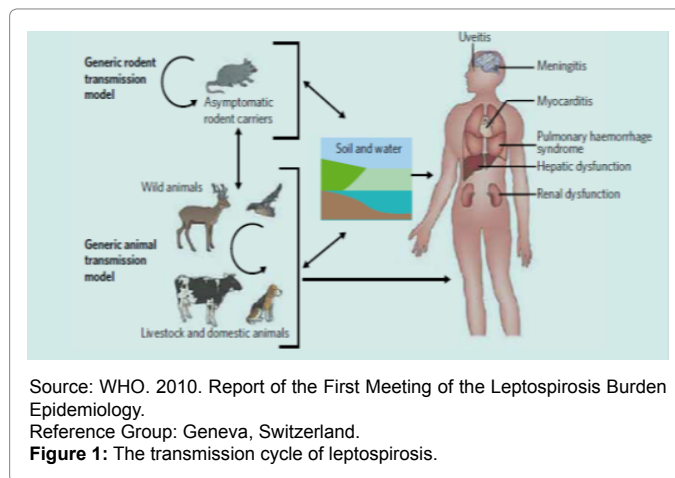 Generic rodent
transmission
model
Asymptomatic
rodent carriers
Wild animals
Generic animal
transmission
model
Livestock and domestic animals
Soil and water
Uveitis
Meningitis
Myocarditis
Pulmonary haemorrhage
syndrome
Hepatic dysfunction
Renal dysfunction
Source: WHO. 2010. Report of the First Meeting of the Leptospirosis Burden
Epidemiology.
Reference Group: Geneva, Switzerland.
Figure 1: The transmission cycle of leptospirosis.